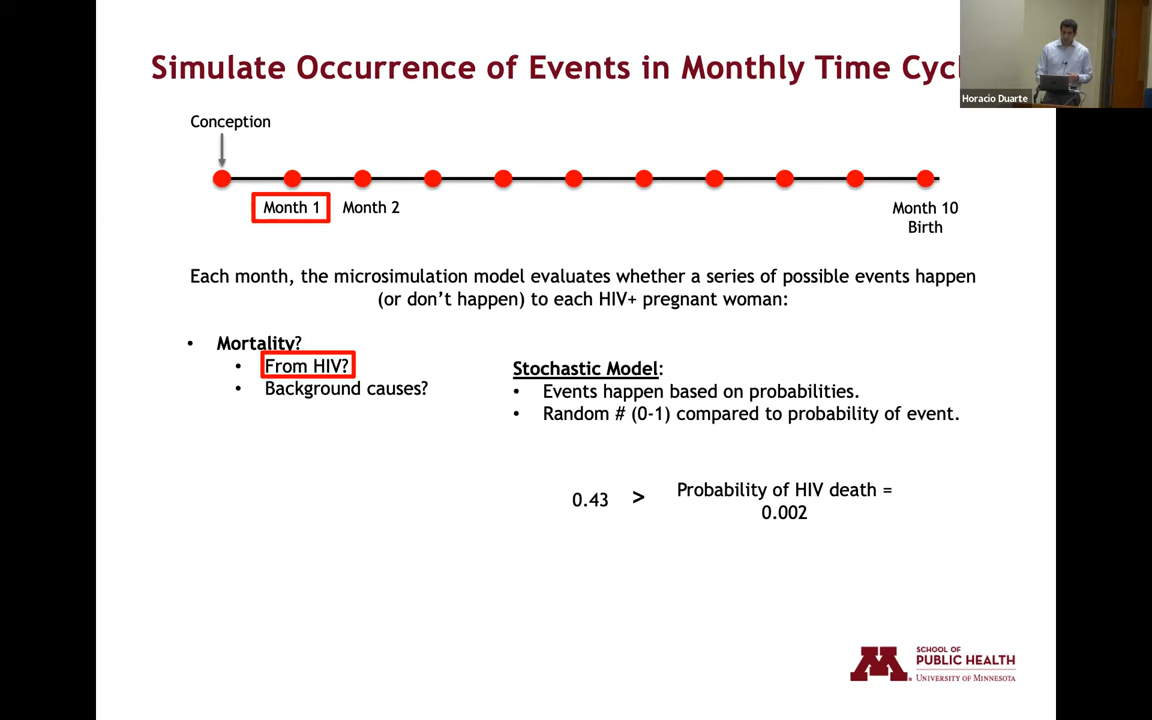 Simulate Occurrence of Events in Monthly Time Cycl
Horacio Duarte
Conception
Month 1
Month 2
Month 10
Birth
Each month, the microsimulation model evaluates whether a series of possible events happen
(or don't happen) to each HIV+ pregnant woman:
• Mortality?
• From HIV?
• Background causes?
Stochastic Model:
• Events happen based on probabilities.
• Random # (0-1) compared to probability of event.
0.43 > Probability of HIV death =
0.002
M
SCHOOL OF
PUBLIC HEALTH
UNIVERSITY OF MINNESOTA